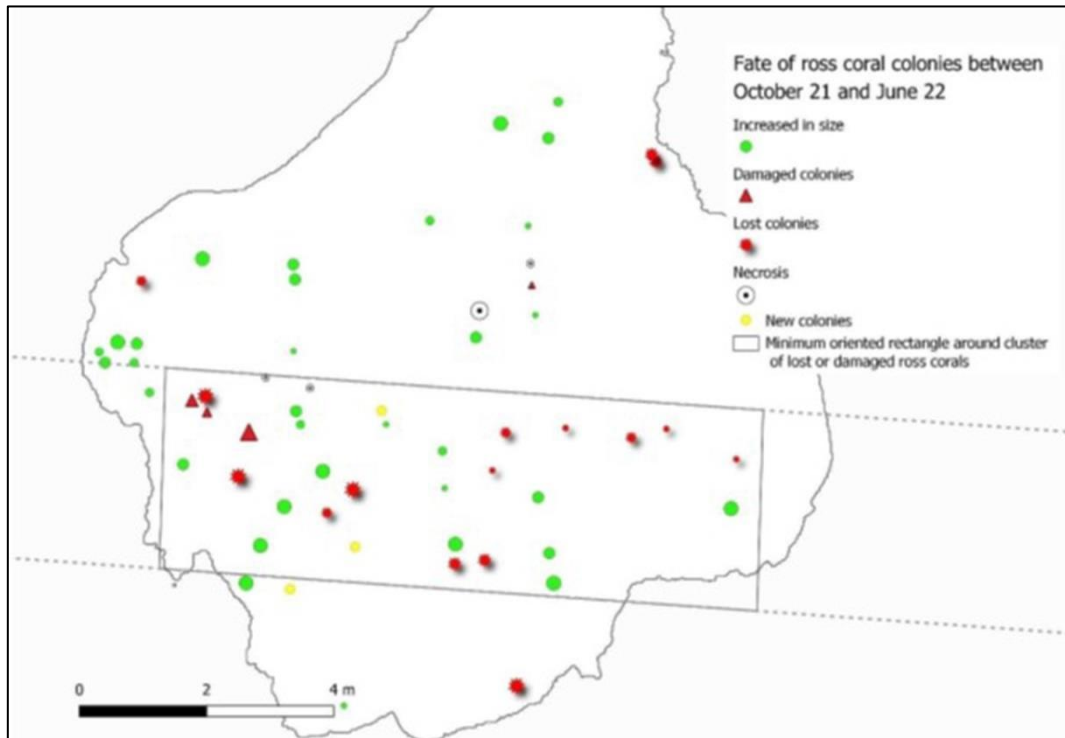 Fate of ross coral colonies between
October 21 and June 22
Increased in size
Damaged colonies
Lost colonies
Necrosis
New colonies
Minimum oriented rectangle around cluster
of lost or damaged ross corals
0 2 4 m